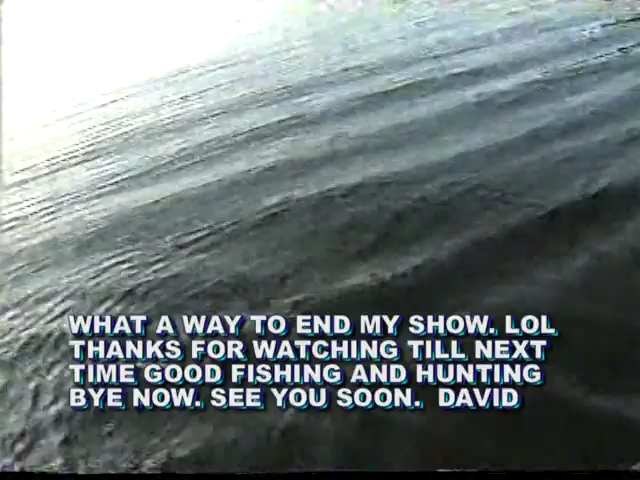 WHAT A WAY TO END MY SHOW. LOL
THANKS FOR WATCHING TILL NEXT
TIME GOOD FISHING AND HUNTING
BYE NOW. SEE YOU SOON.  DAVID